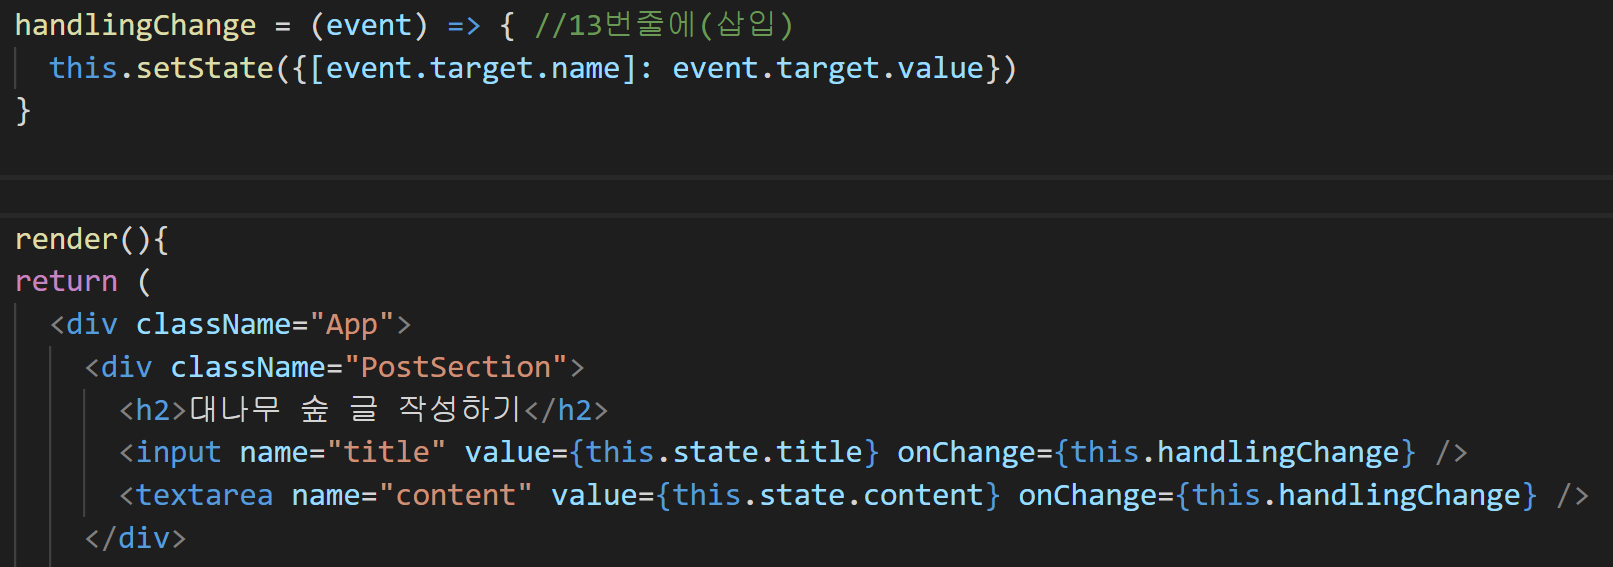 handlingChange = (event) => { //13번줄에(삽입)
this.setState({[event.target.name]: event.target.value})
}
render(){
return (
<div className="App">
<div className="PostSection">
<h2>대나무 숲 글 작성하기</h2>
<input name="title" value={this.state.title} onChange={this.handlingChange} />
<textarea name="content" value={this.state.content} onChange={this.handlingChange} />
</div>